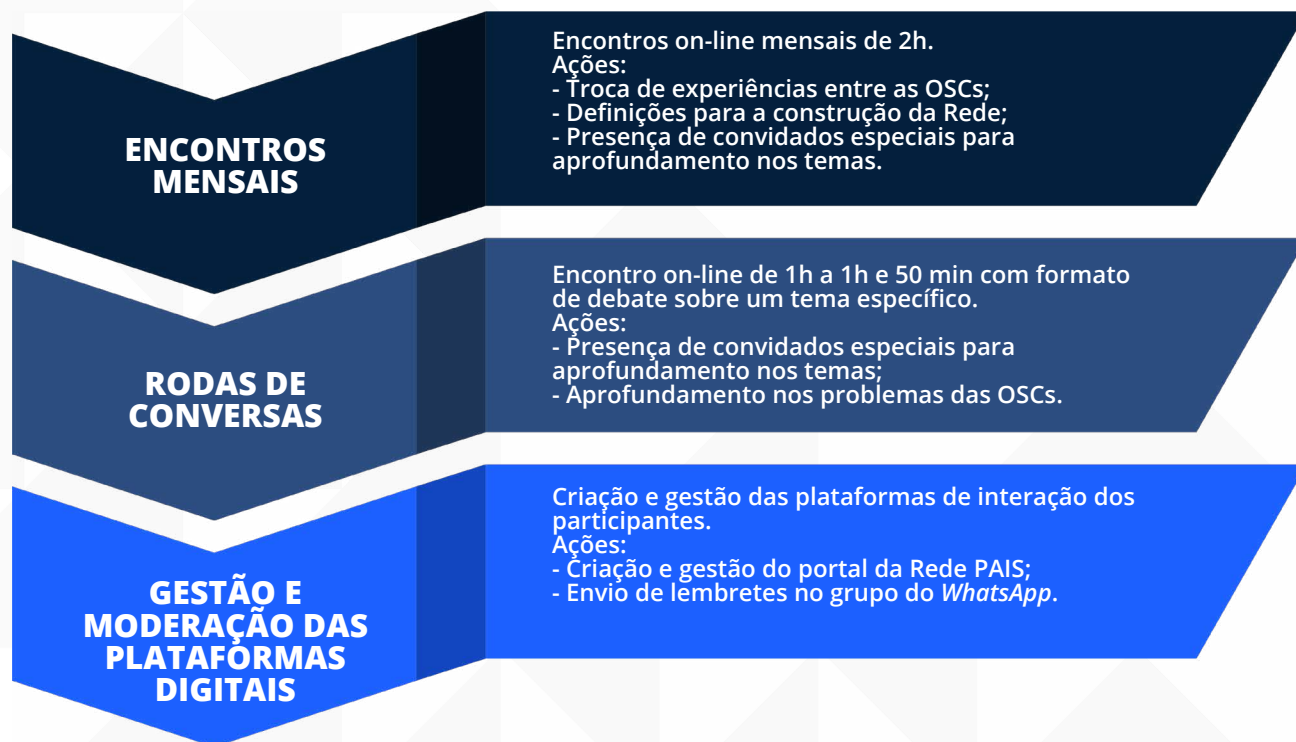 ENCONTROS
MENSAIS
Encontros on-line mensais de 2h.
Ações:
- Troca de experiências entre as OSCs;
- Definições para a construção da Rede;
- Presença de convidados especiais para
aprofundamento nos temas.
RODAS DE
CONVERSAS
Encontro on-line de 1h a 1h e 50 min com formato
de debate sobre um tema específico.
Ações:
- Presença de convidados especiais para
aprofundamento nos temas;
- Aprofundamento nos problemas das OSCs.
GESTÃO E
MODERAÇÃO DAS
PLATAFORMAS
DIGITAIS
Criação e gestão das plataformas de interação dos
participantes.
Ações:
- Criação e gestão do portal da Rede PAIS;
- Envio de lembretes no grupo do WhatsApp.